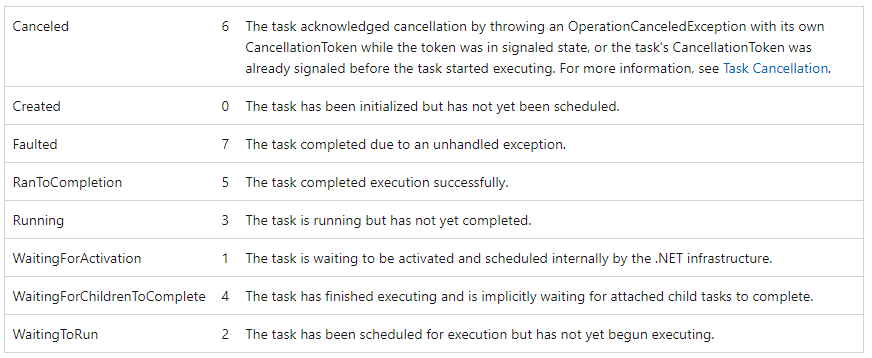 Canceled 6 The task acknowledged cancellation by throwing an OperationCanceledException with its own
CancellationToken while the token was in signaled state, or the task's CancellationToken was
already signaled before the task started executing. For more information, see Task Cancellation.
Created 0 The task has been initialized but has not yet been scheduled.
Faulted 7 The task completed due to an unhandled exception.
RanToCompletion 5 The task completed execution successfully.
Running 3 The task is running but has not yet completed.
WaitingForActivation 1 The task is waiting to be activated and scheduled internally by the .NET infrastructure.
WaitingForChildrenToComplete 4 The task has finished executing and is implicitly waiting for attached child tasks to complete.
WaitingToRun 2 The task has been scheduled for execution but has not yet begun executing.